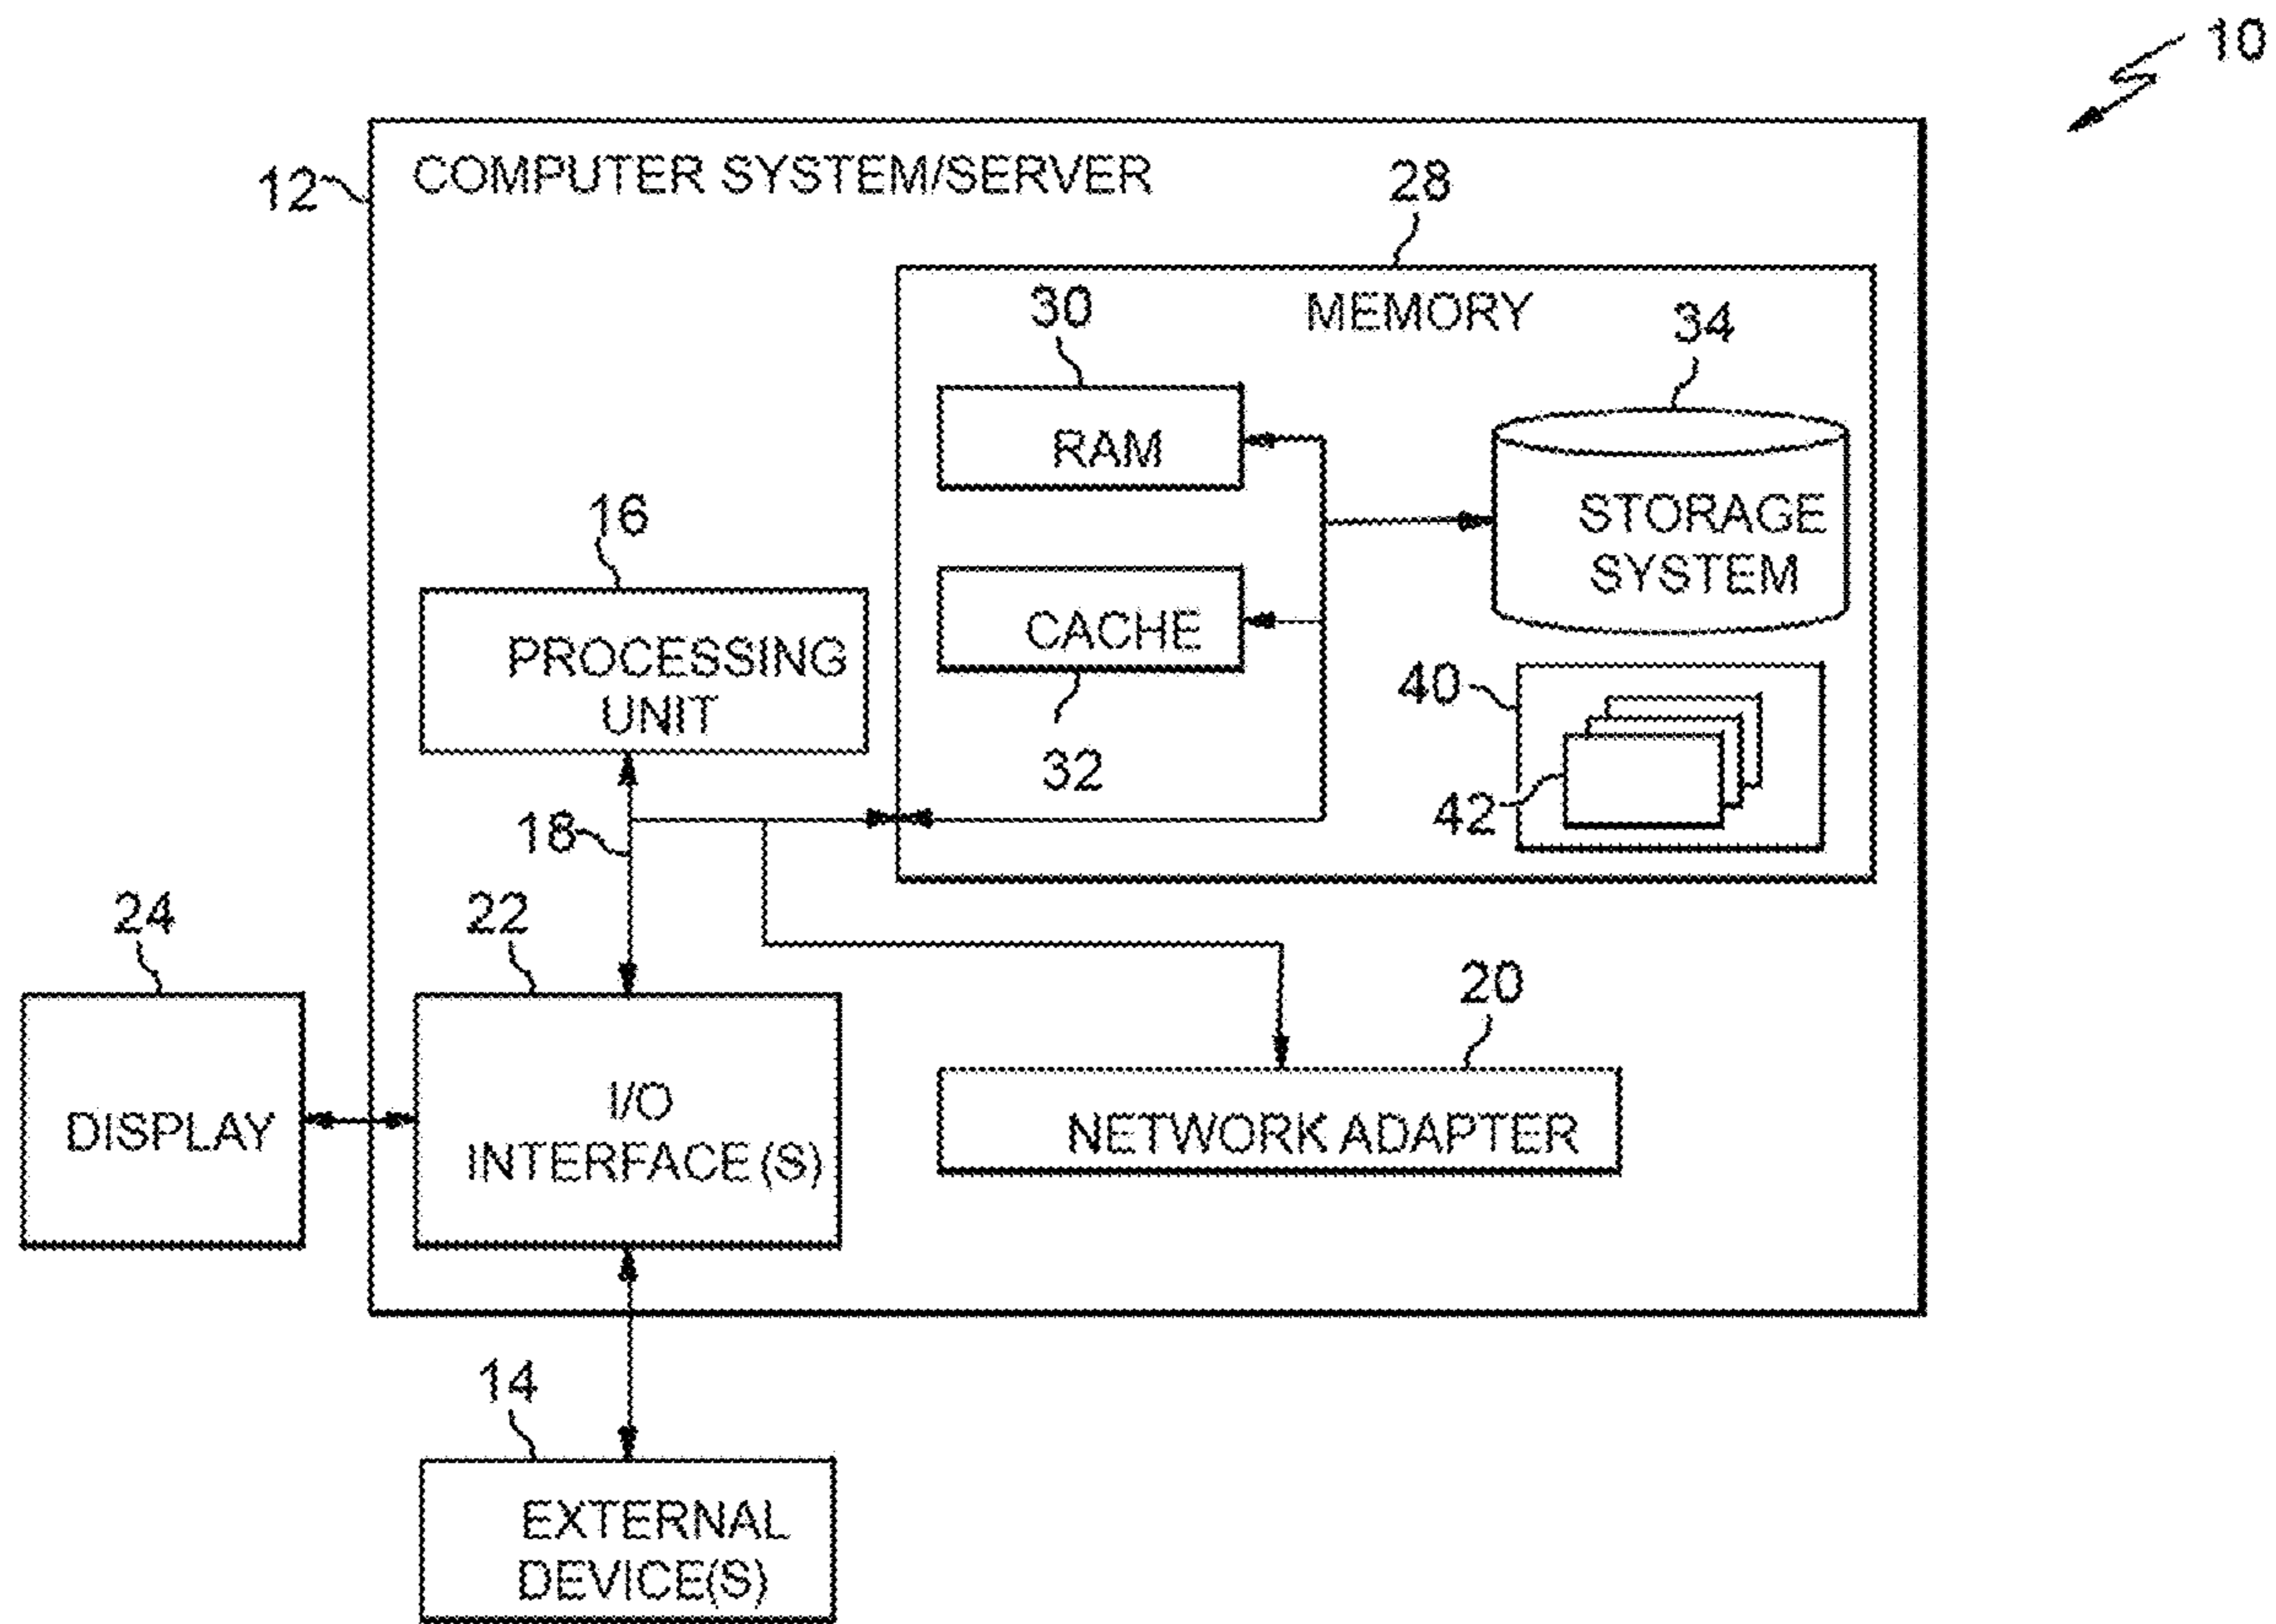 10
12
COMPUTER SYSTEM/SERVER
28
MEMORY
30
34
RAM
STORAGE
SYSTEM
16
PROCESSING
UNIT
CACHE
32
40
42
18
24
22
20
DISPLAY
I/O
INTERFACE(S)
NETWORK ADAPTER
14
EXTERNAL
DEVICE(S)